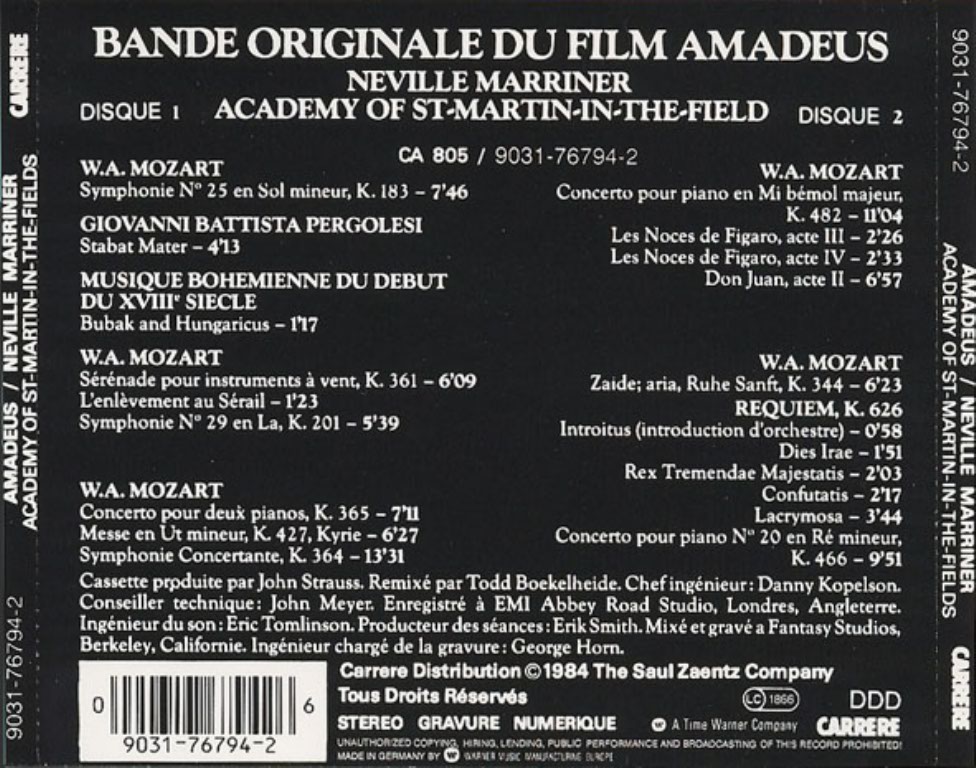 BANDE ORIGINALE DU FILM AMADEUS
NEVILLE MARRINER
DISQUE 1
ACADEMY OF ST-MARTIN-IN-THE-FIELD
DISQUE 2
CA 805 / 9031-76794-2
W.A. MOZART
Symphonie N° 25 en Sol mineur, K. 183 – 7'46
GIOVANNI BATTISTA PERGOLESI
Stabat Mater – 4'13
MUSIQUE BOHEMIENNE DU DEBUT
DU XVIIIᵉ SIECLE
Bubak and Hungaricus – 1'17
W.A. MOZART
Sérénade pour instruments à vent, K. 361 – 6'09
L'enlèvement au Sérail – 1'23
Symphonie N° 29 en La, K. 201 – 5'39
W.A. MOZART
Concerto pour deux pianos, K. 365 – 7'11
Messe en Ut mineur, K. 427, Kyrie – 6'27
Symphonie Concertante, K. 364 – 13'31
W.A. MOZART
Concerto pour piano en Mi bémol majeur,
K. 482 – 11'04
Les Noces de Figaro, acte III – 2'26
Les Noces de Figaro, acte IV – 2'33
Don Juan, acte II – 6'57
W.A. MOZART
Zaide; aria, Ruhe Sanft, K. 344 – 6'23
REQUIEM, K. 626
Introitus (introduction d'orchestre) – 0'58
Dies Irae – 1'51
Rex Tremendae Majestatis – 2'03
Confutatis – 2'17
Lacrymosa – 3'44
Concerto pour piano N° 20 en Ré mineur,
K. 466 – 9'51
Cassette produite par John Strauss. Remixé par Todd Boekelheide. Chef ingénieur: Danny Kopelson.
Conseiller technique: John Meyer. Enregistré à EMI Abbey Road Studio, Londres, Angleterre.
Ingénieur du son: Eric Tomlinson. Producteur des séances: Erik Smith. Mixé et gravé a Fantasy Studios,
Berkeley, Californie. Ingénieur chargé de la gravure: George Horn.
Carrere Distribution ©1984 The Saul Zaentz Company
Tous Droits Réservés
LC 1866
DDD
STEREO GRAVURE NUMERIQUE
A Time Warner Company
CARRERE
UNAUTHORIZED COPYING, HIRING, LENDING, PUBLIC PERFORMANCE AND BROADCASTING OF THIS RECORD PROHIBITED!
MADE IN GERMANY BY WARNER MUSIC MANUFACTURING EUROPE
0 6
9031-76794-2
CARRERE
AMADEUS / NEVILLE MARRINER
ACADEMY OF ST-MARTIN-IN-THE-FIELDS
9031-76794-2
9031-76794-2
AMADEUS / NEVILLE MARRINER
ACADEMY OF ST-MARTIN-IN-THE-FIELDS
CARRERE